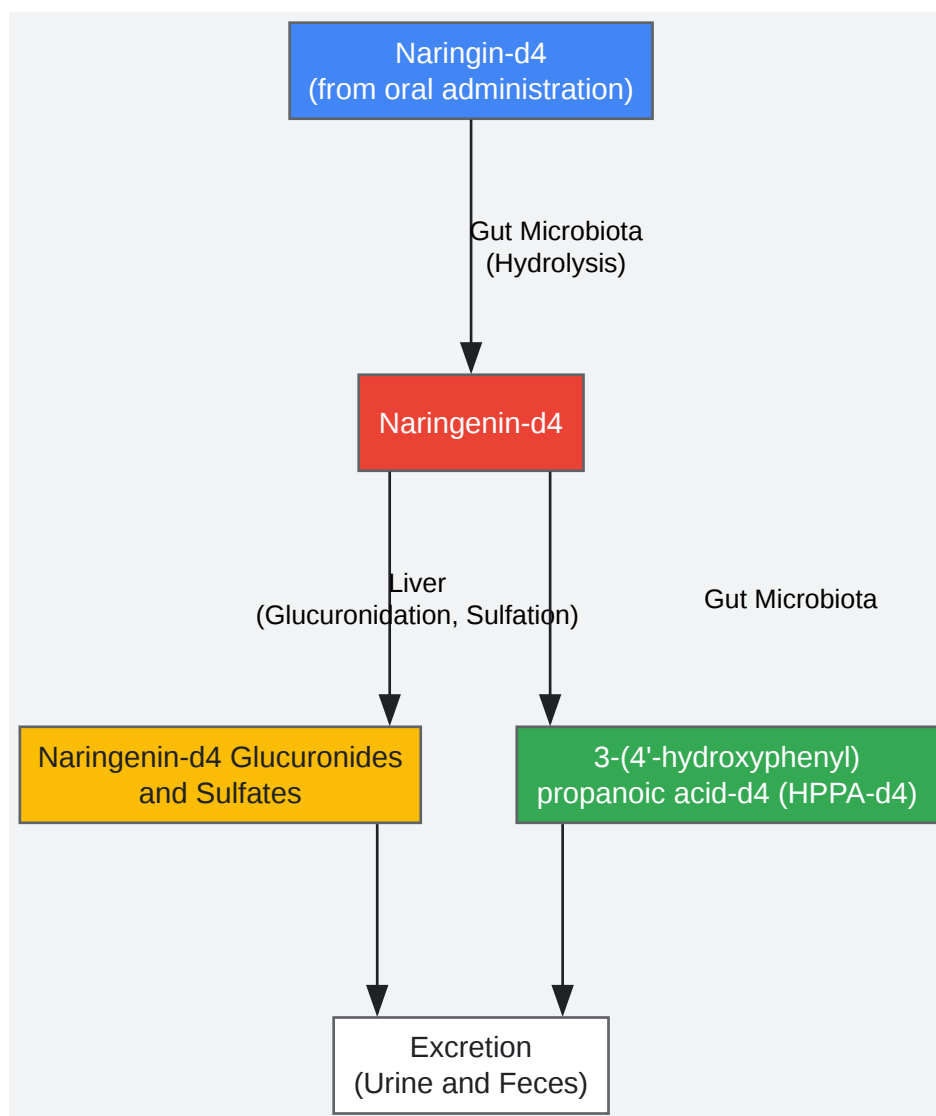 Naringin-d4
(from oral administration)
Gut Microbiota
(Hydrolysis)
Naringenin-d4
Liver
(Glucuronidation, Sulfation)
Gut Microbiota
Naringenin-d4 Glucuronides
and Sulfates
3-(4'-hydroxyphenyl)
propanoic acid-d4 (HPPA-d4)
Excretion
(Urine and Feces)